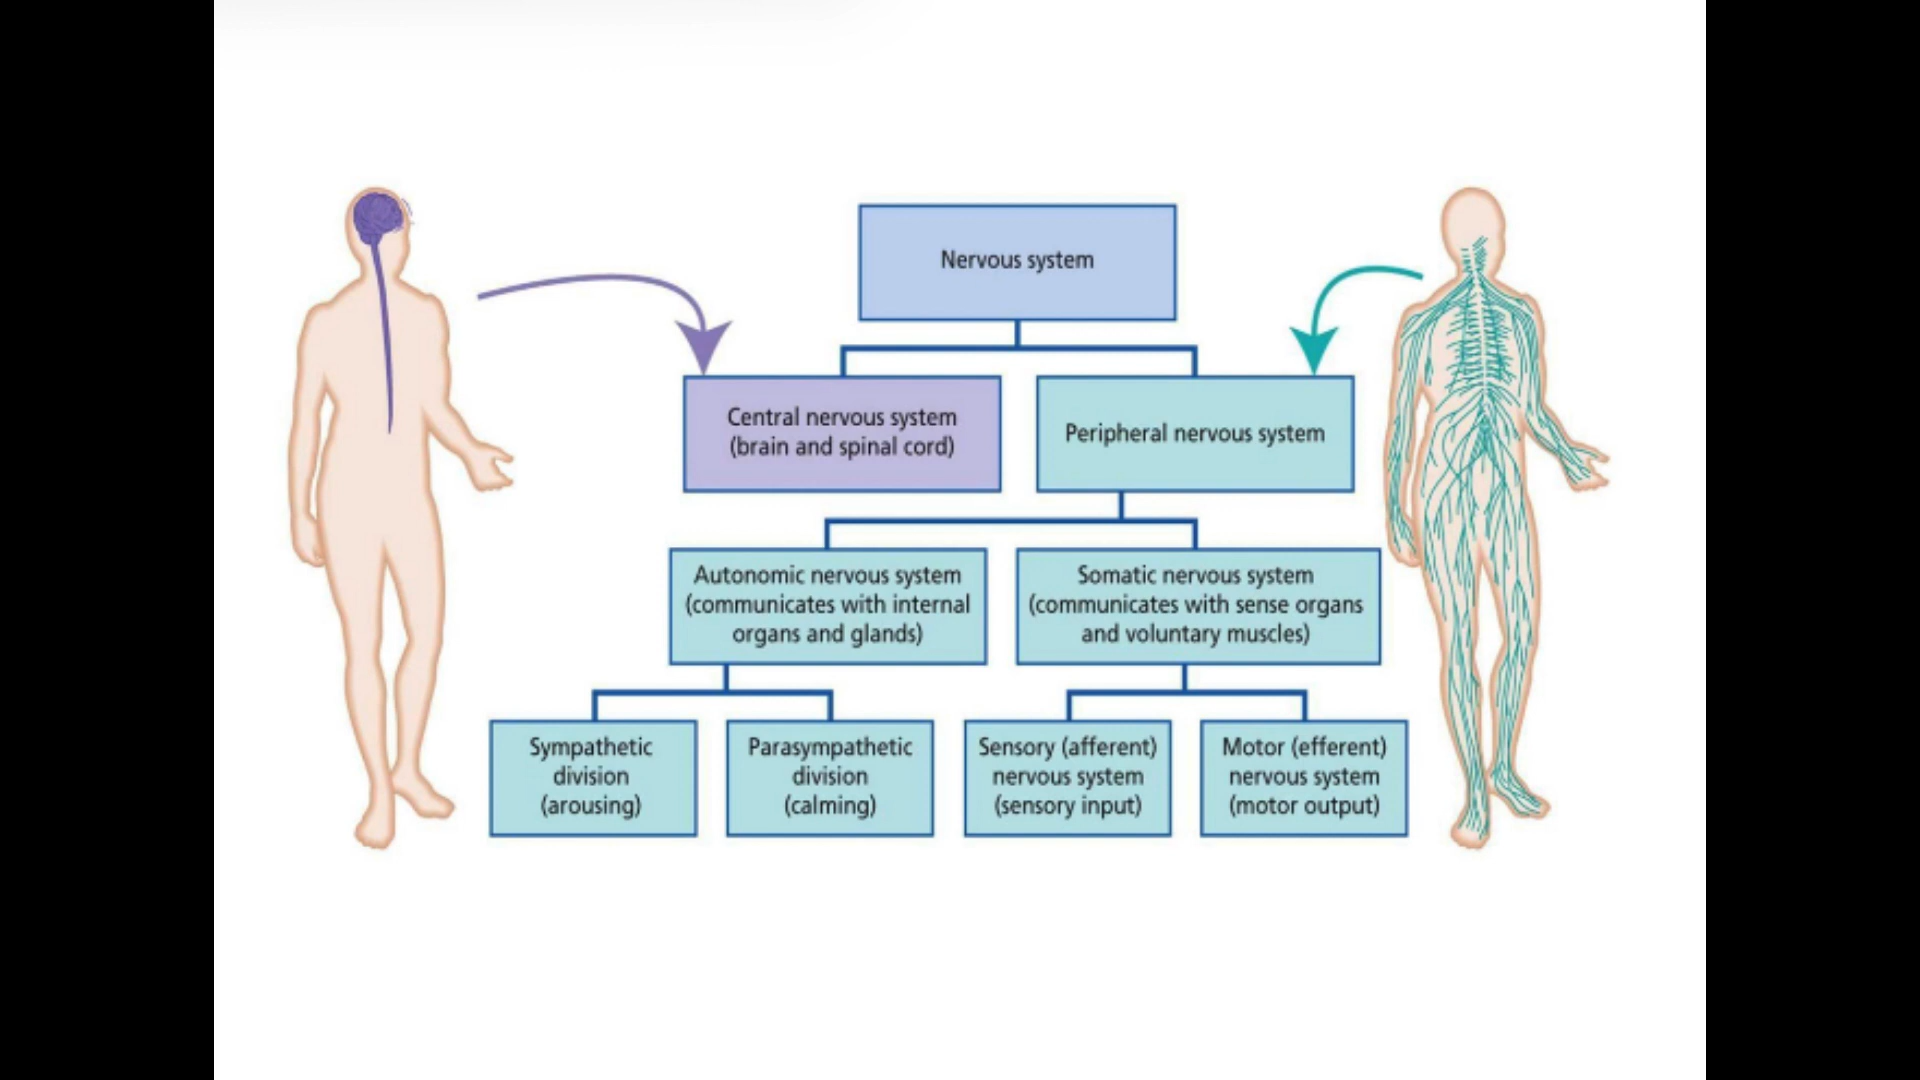 Nervous system
Central nervous system
(brain and spinal cord)
Peripheral nervous system
Autonomic nervous system
(communicates with internal
organs and glands)
Somatic nervous system
(communicates with sense organs
and voluntary muscles)
Sympathetic
division
(arousing)
Parasympathetic
division
(calming)
Sensory (afferent)
nervous system
(sensory input)
Motor (efferent)
nervous system
(motor output)